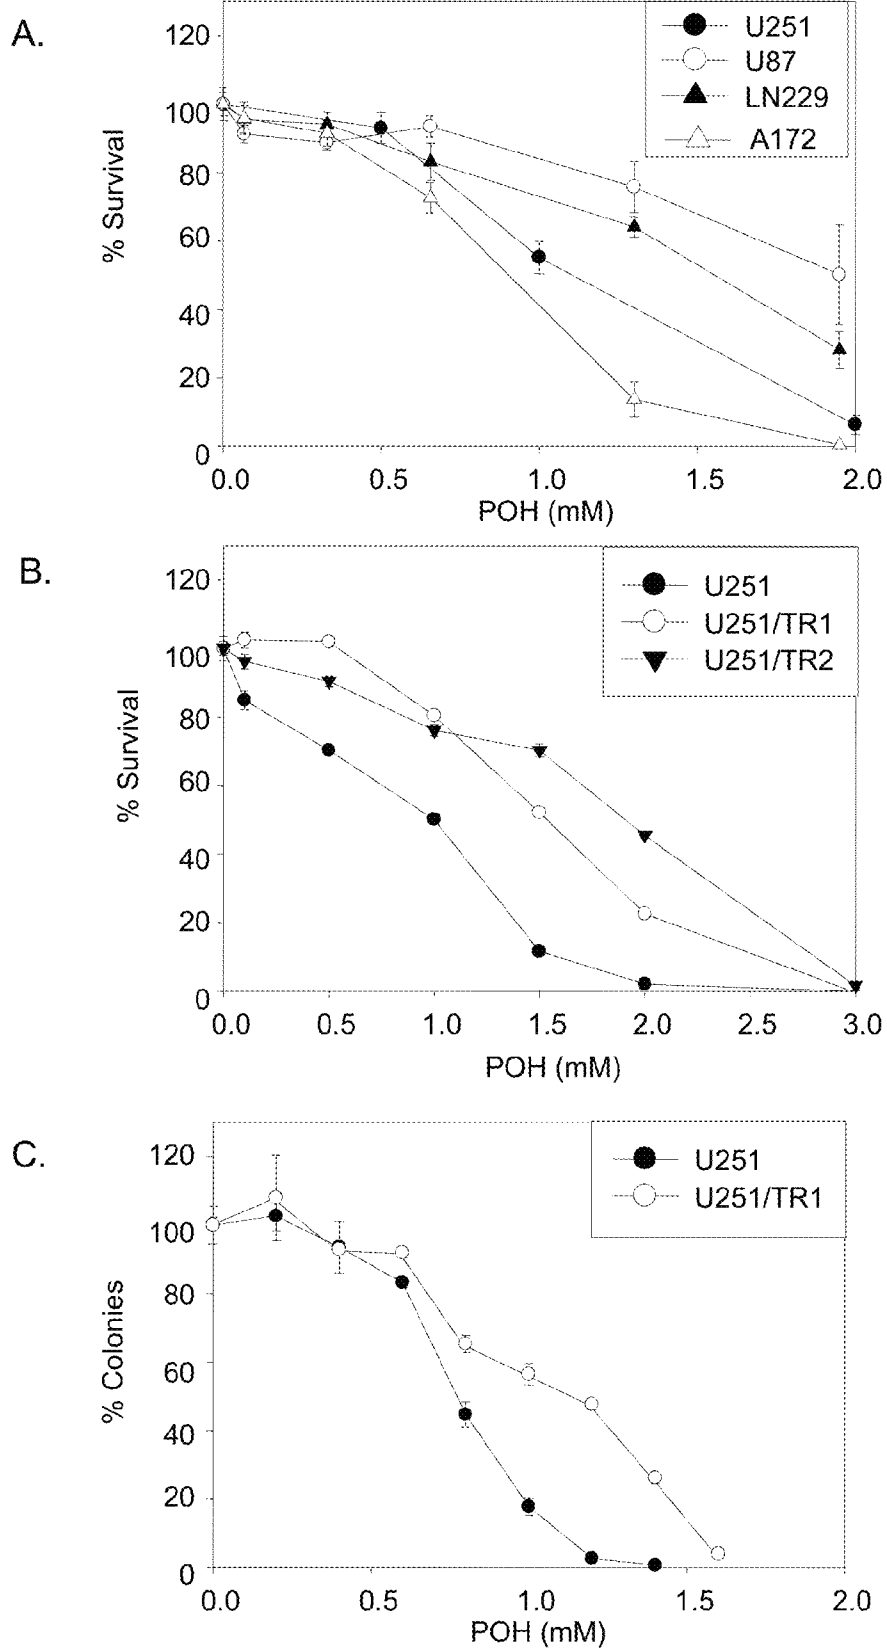 A.
120
100
80
60
40
20
0
% Survival
U251
U87
LN229
A172
0.0 0.5 1.0 1.5 2.0
POH (mM)
B.
120
100
80
60
40
20
0
% Survival
U251
U251/TR1
U251/TR2
0.0 0.5 1.0 1.5 2.0 2.5 3.0
POH (mM)
C.
120
100
80
60
40
20
0
% Colonies
U251
U251/TR1
0.0 0.5 1.0 1.5 2.0
POH (mM)